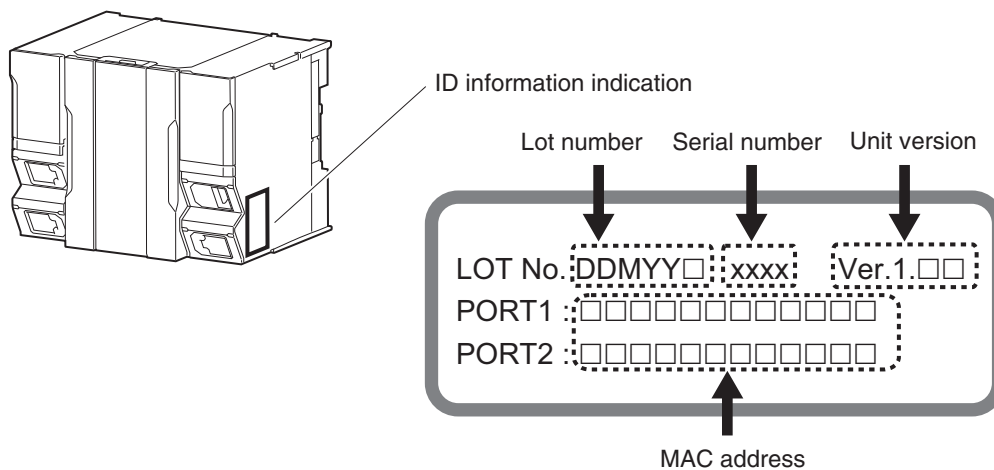 ID information indication
Lot number Serial number Unit version
LOT No. DDMYY□ xxxx Ver.1.□□
PORT1 : □□□□□□□□□□□□
PORT2 : □□□□□□□□□□□□
MAC address